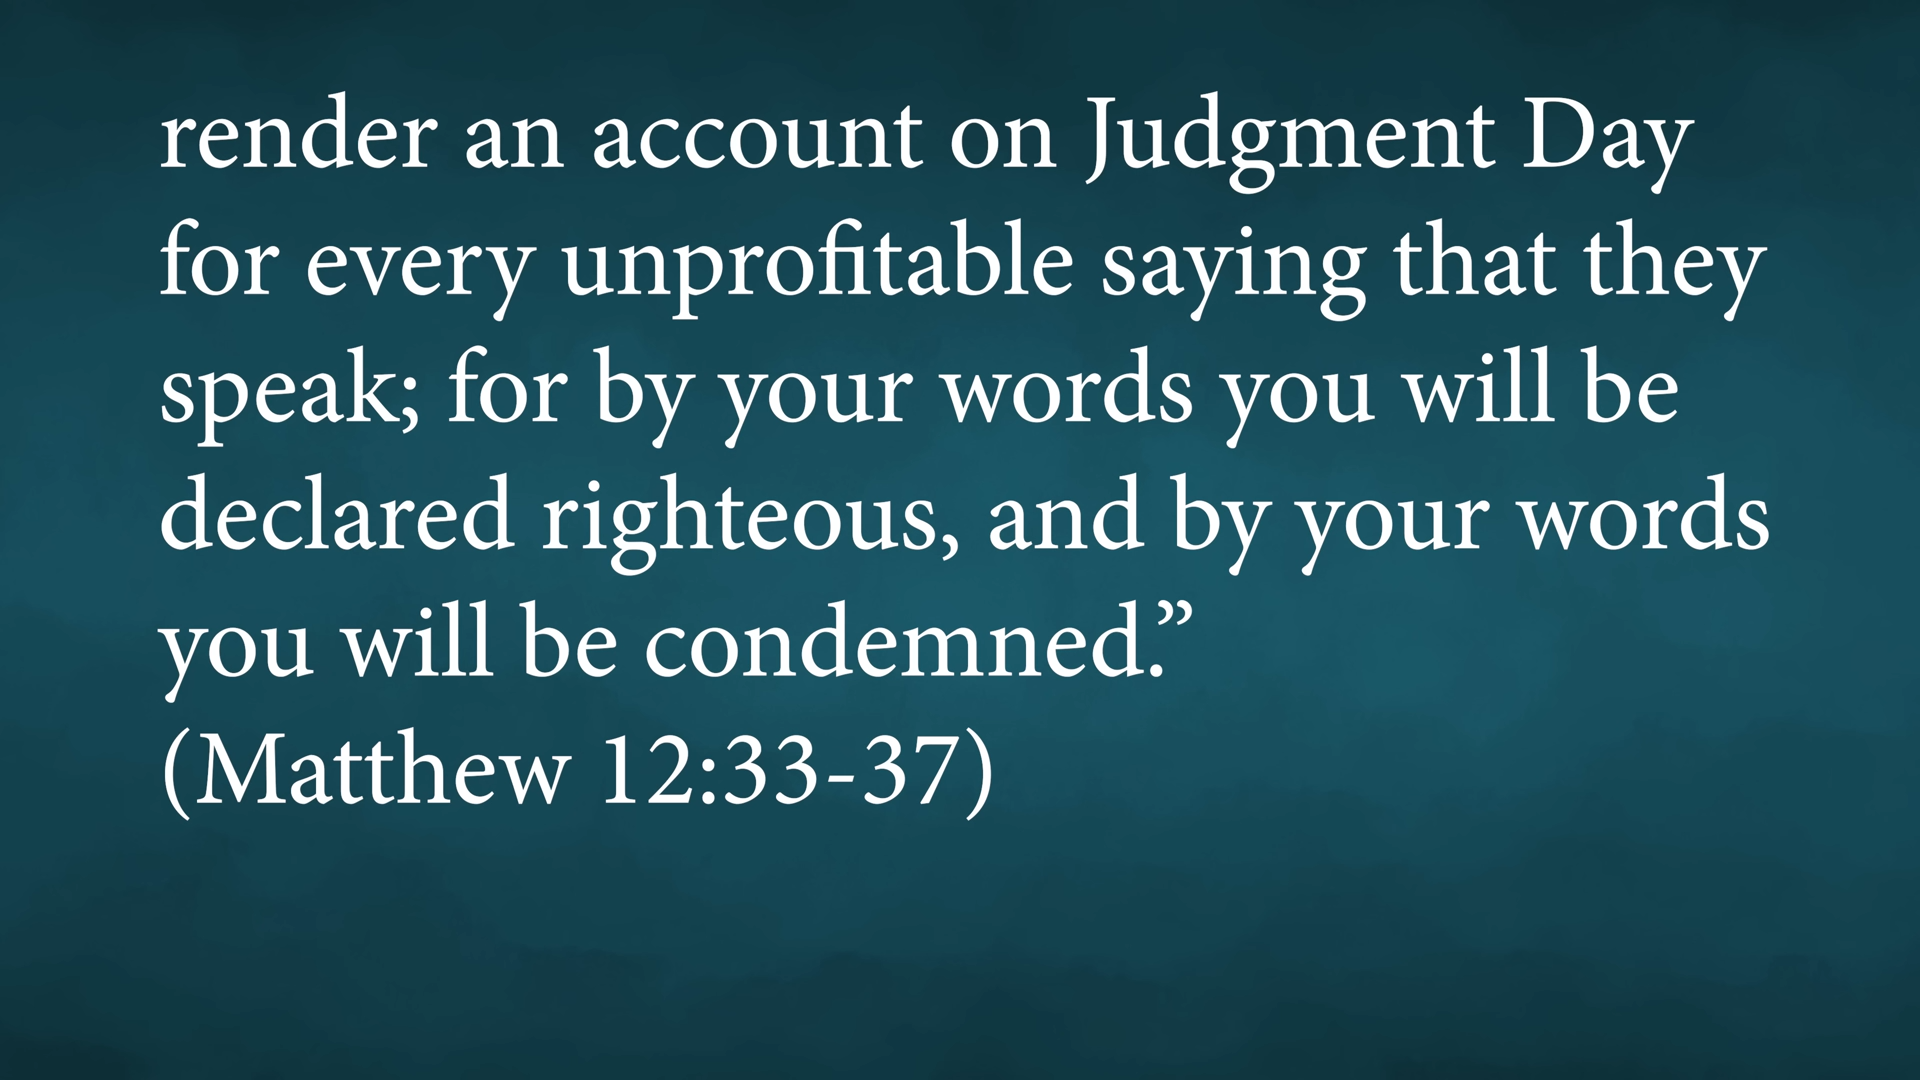 render an account on Judgment Day
for every unprofitable saying that they
speak; for by your words you will be
declared righteous, and by your words
you will be condemned.”
(Matthew 12:33-37)